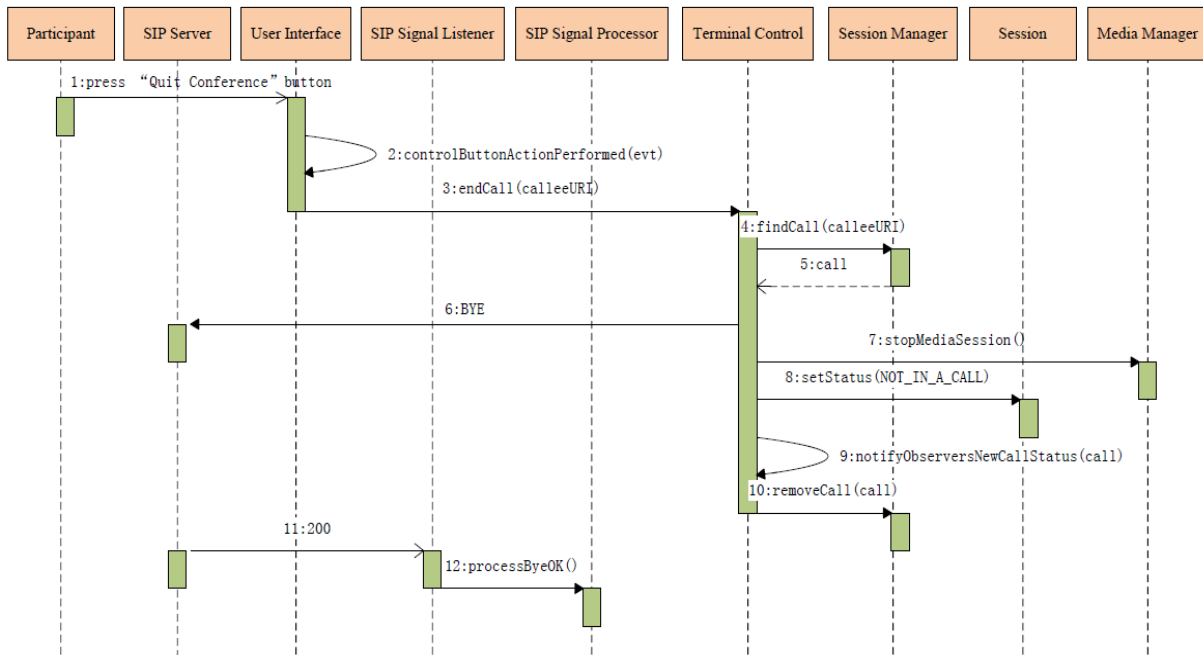 Participant
SIP Server
User Interface
SIP Signal Listener
SIP Signal Processor
Terminal Control
Session Manager
Session
Media Manager
1:press “Quit Conference”button
2:controlButtonActionPerformed(evt)
3:endCall(calleeURI)
4:findCall(calleeURI)
5:call
6:BYE
7:stopMediaSession()
8:setStatus(NOT_IN_A_CALL)
9:notifyObserversNewCallStatus(call)
10:removeCall(call)
11:200
12:processByeOK()